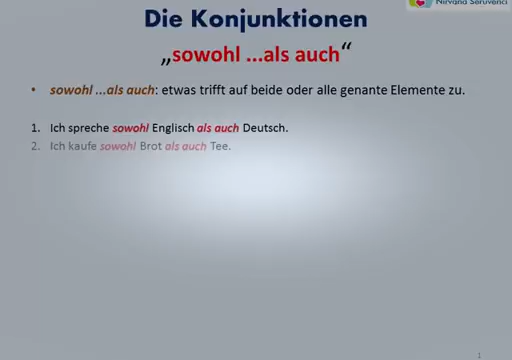 Nirvana Soruvenci
Die Konjunktionen
„sowohl ...als auch“
• sowohl ...als auch: etwas trifft auf beide oder alle genante Elemente zu.
1. Ich spreche sowohl Englisch als auch Deutsch.
2. Ich kaufe sowohl Brot als auch Tee.
1